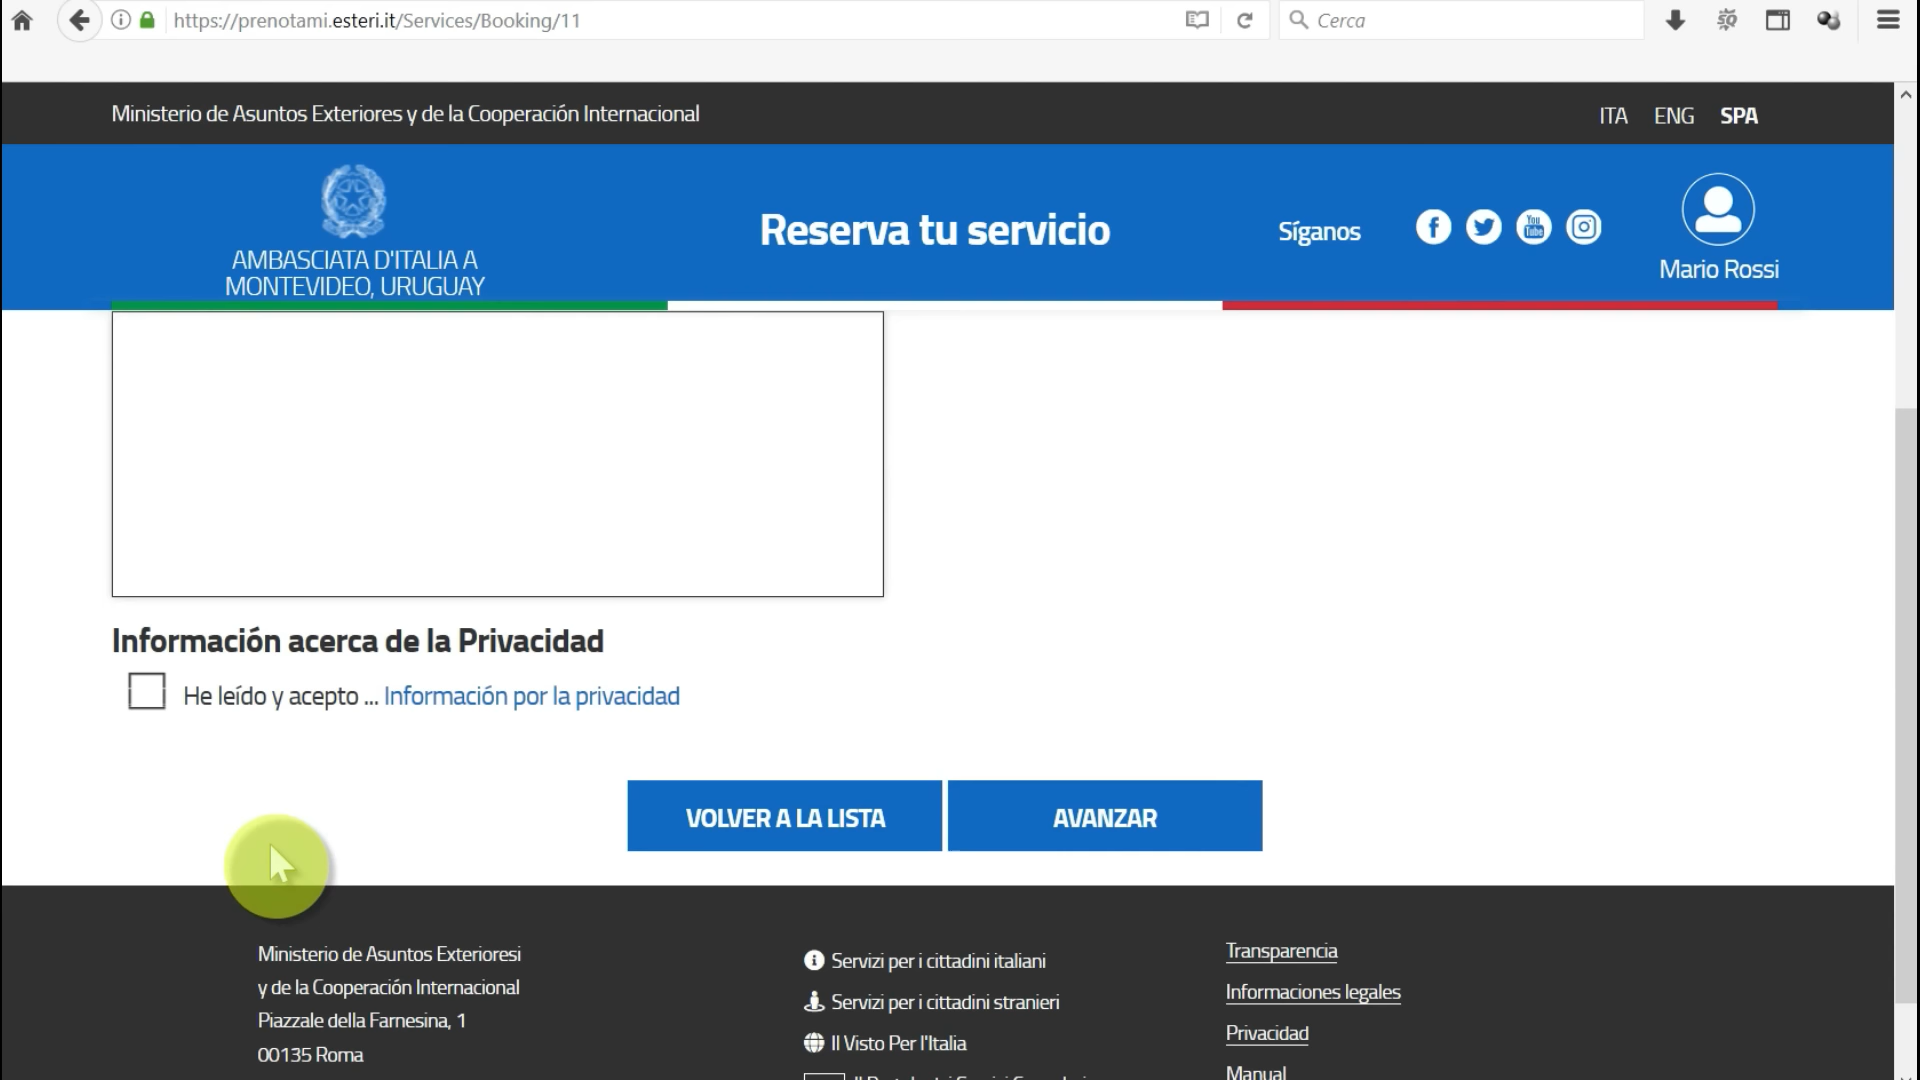 https://prenotami.esteri.it/Services/Booking/11
Cerca
Ministerio de Asuntos Exteriores y de la Cooperación Internacional
ITA ENG SPA
AMBASCIATA D'ITALIA A
MONTEVIDEO, URUGUAY
Reserva tu servicio
Síganos
You
Tube
Mario Rossi
Información acerca de la Privacidad
He leído y acepto ... Información por la privacidad
VOLVER A LA LISTA
AVANZAR
Ministerio de Asuntos Exterioresi
y de la Cooperación Internacional
Piazzale della Farnesina, 1
00135 Roma
Servizi per i cittadini italiani
Servizi per i cittadini stranieri
Il Visto Per l'Italia
Transparencia
Informaciones legales
Privacidad
Manual